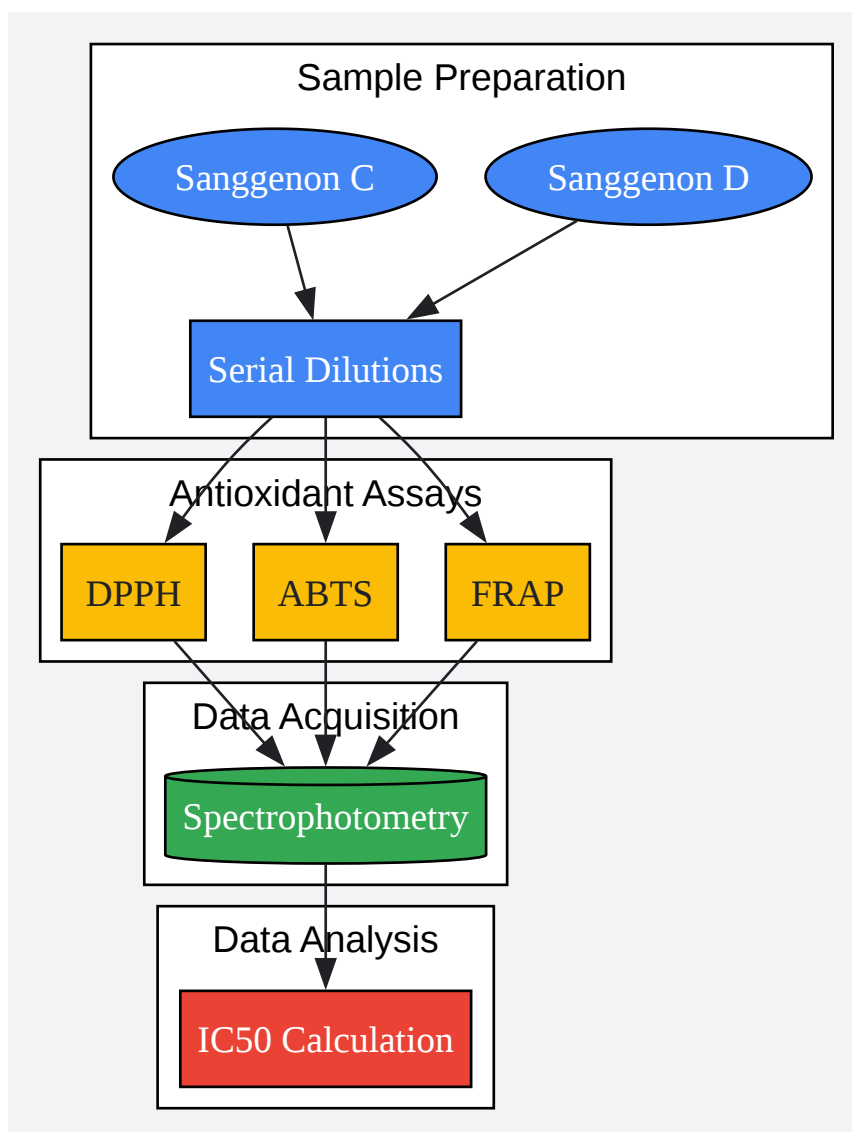 Sample Preparation
Sanggenon C
Sanggenon D
Serial Dilutions
Antioxidant Assays
DPPH
ABTS
FRAP
Data Acquisition
Spectrophotometry
Data Analysis
IC50 Calculation